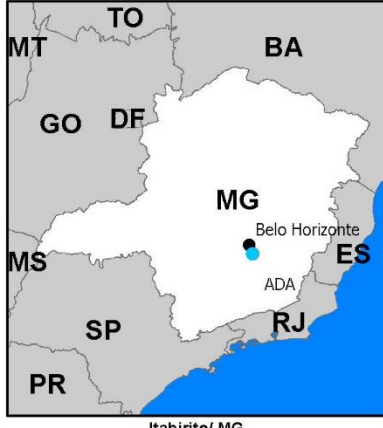 TO
MT
BA
GO
DF
MG
Belo Horizonte
MS
ES
ADA
SP
RJ
PR
Itabirito/ MG